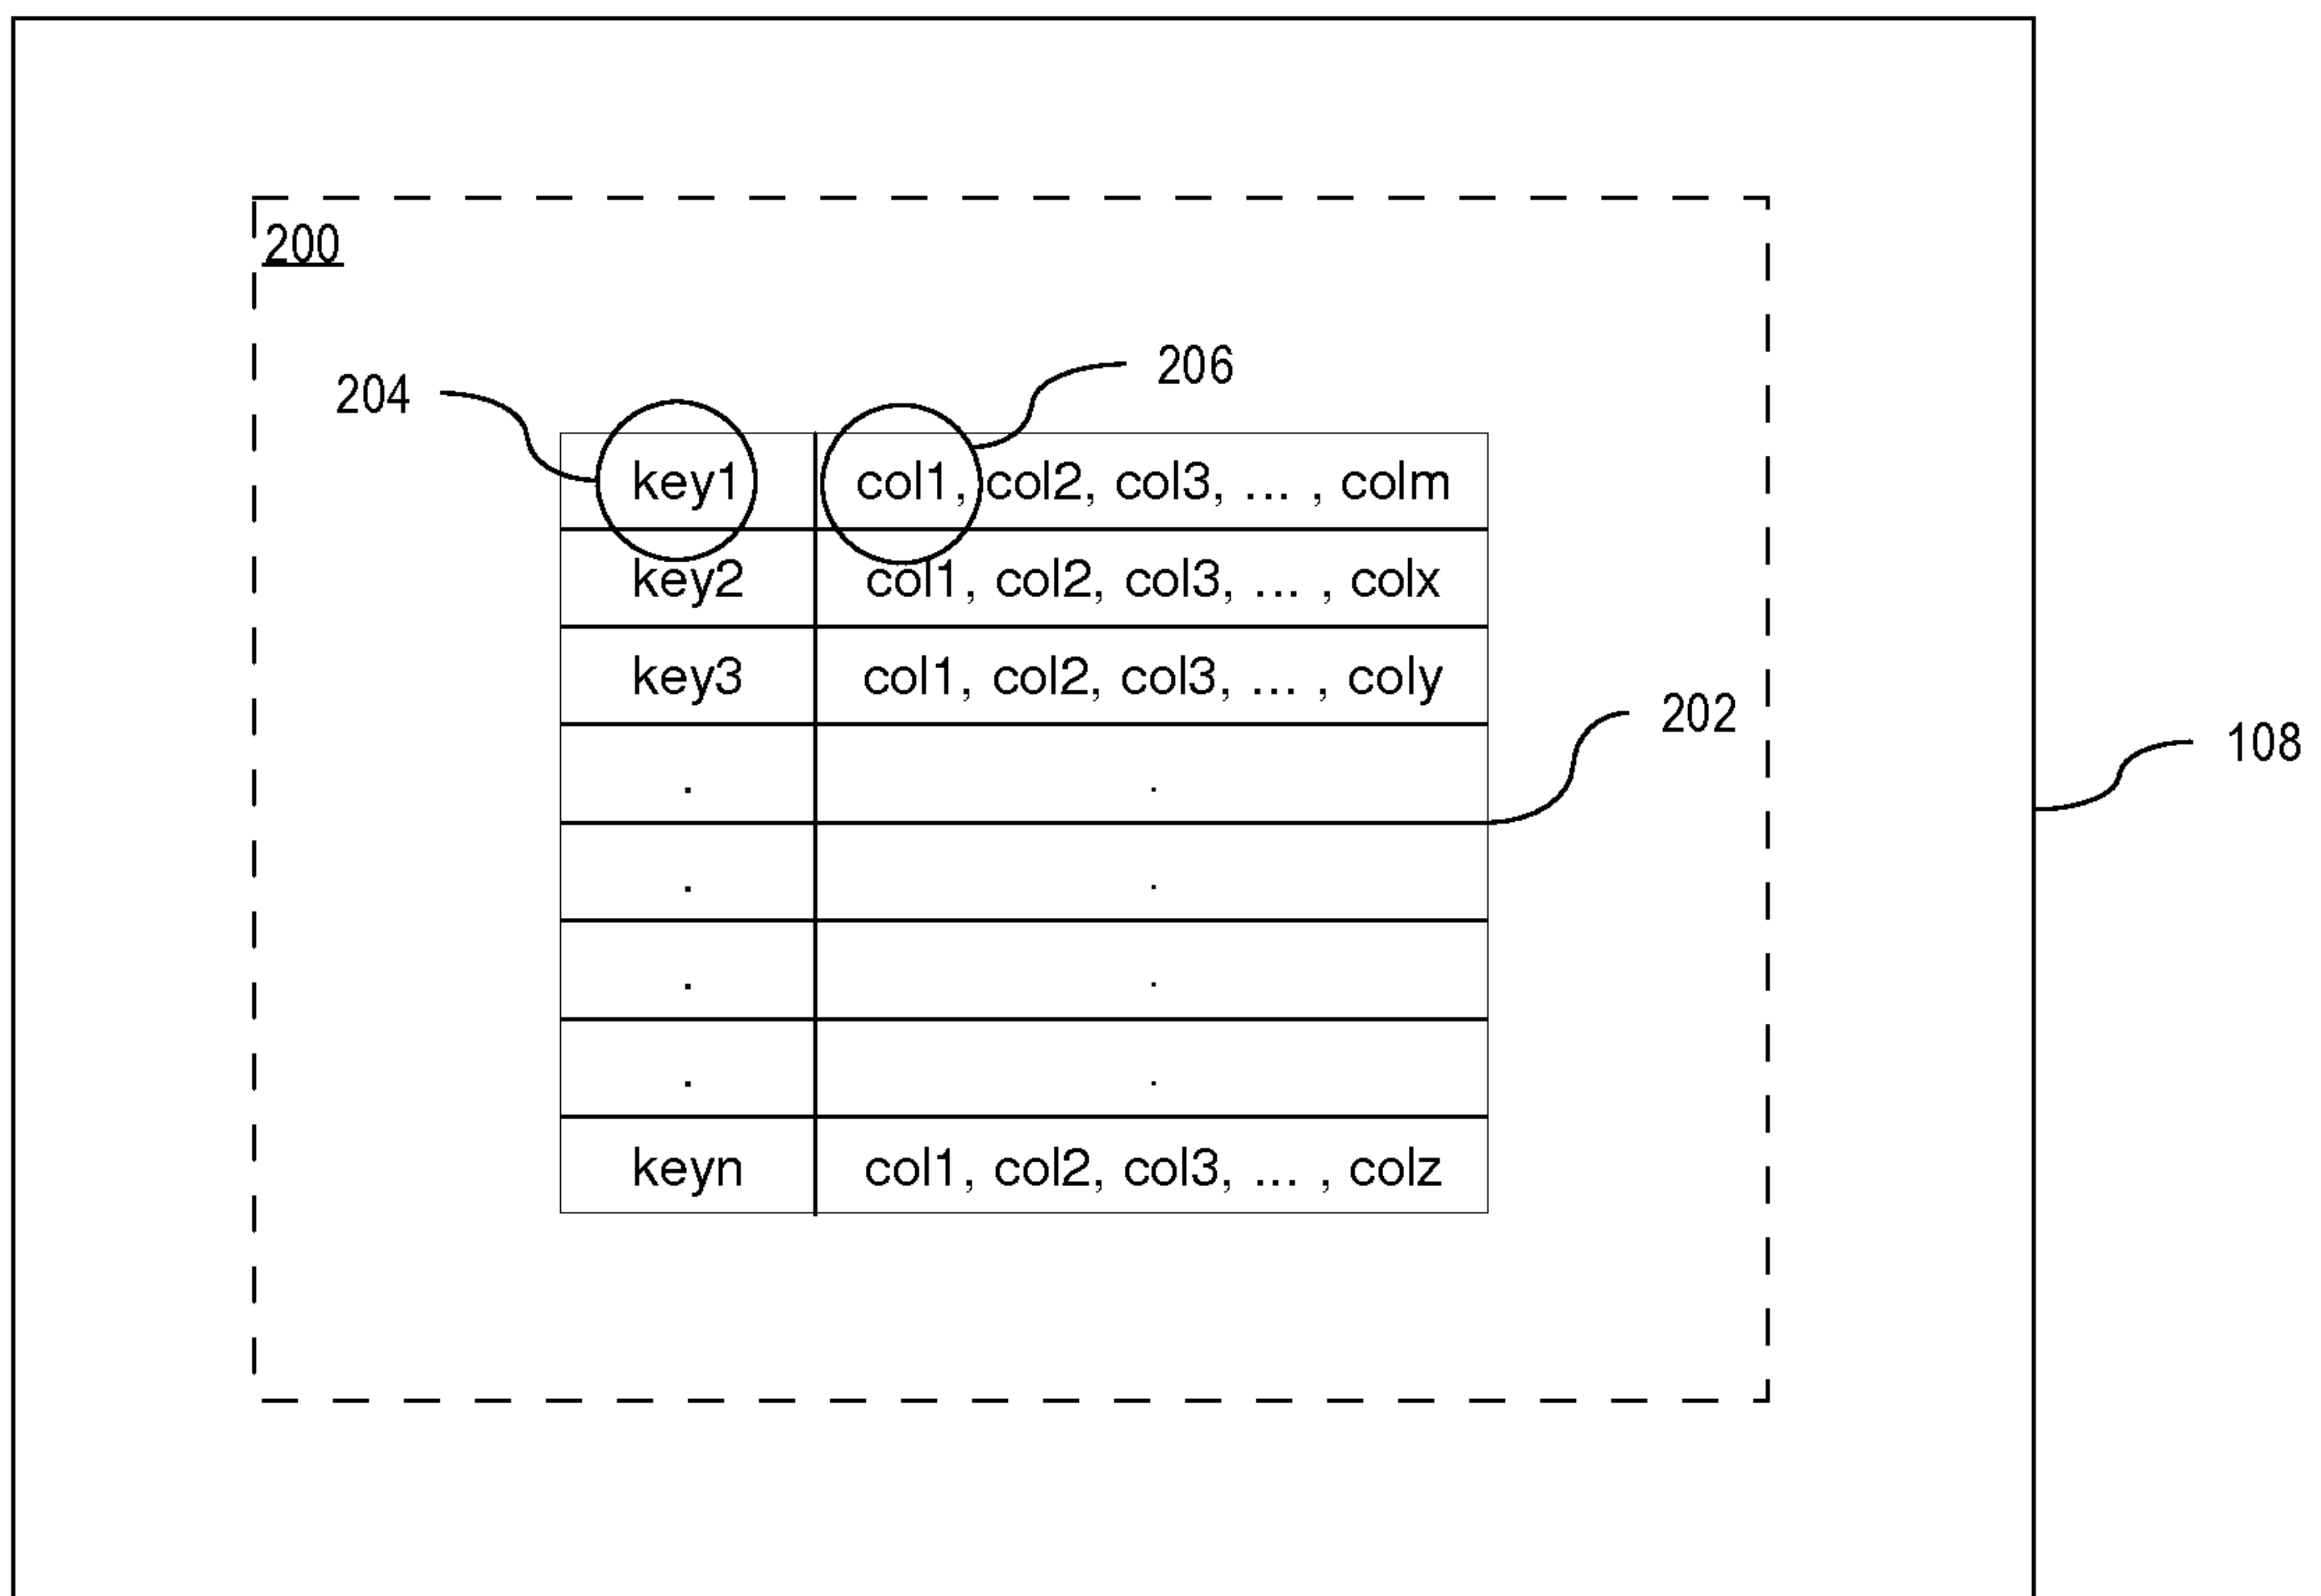 200
206
204
key1 col1, col2, col3, ... , colm
key2 col1, col2, col3, ... , colx
key3 col1, col2, col3, ... , coly
202
108
. .
. .
. .
. .
keyn col1, col2, col3, ... , colz